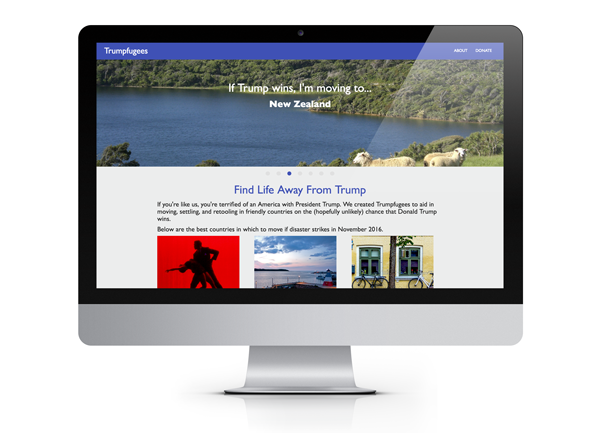 Trumpfugees
ABOUT DONATE
If Trump wins, I'm moving to...
New Zealand
Find Life Away From Trump
If you're like us, you're terrified of an America with President Trump. We created Trumpfugees to aid in
moving, settling, and retooling in friendly countries on the (hopefully unlikely) chance that Donald Trump
wins.
Below are the best countries in which to move if disaster strikes in November 2016.